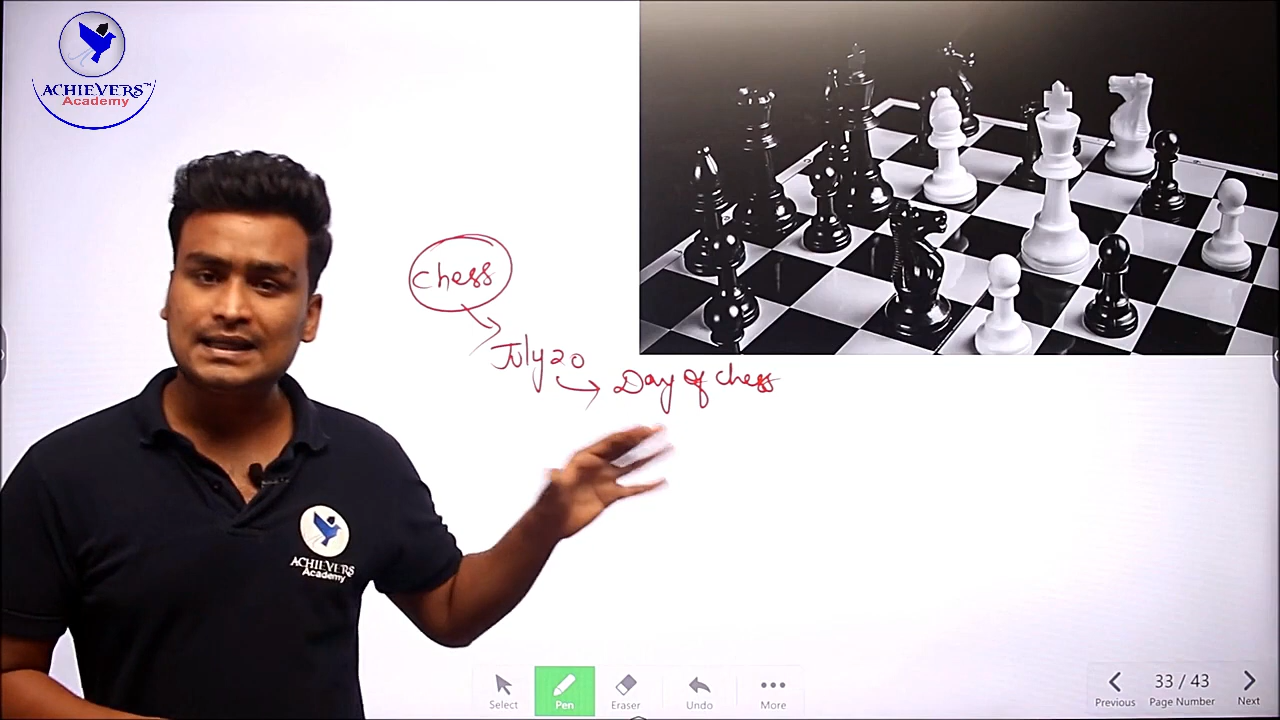 ACHIEVERS™
Academy
chess
July 20
Day of chess
ACHIEVERS
Academy
Select
Pen
Eraser
Undo
More
Previous
33 / 43
Page Number
Next